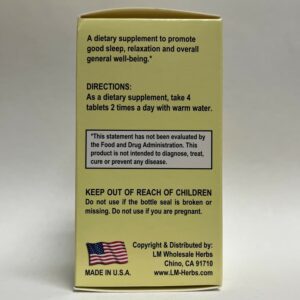 A dietary supplement to promote
good sleep, relaxation and overall
general well-being.*
DIRECTIONS:
As a dietary supplement, take 4
tablets 2 times a day with warm water.
*This statement has not been evaluated by
the Food and Drug Administration. This
product is not intended to diagnose, treat,
cure or prevent any disease.
KEEP OUT OF REACH OF CHILDREN
Do not use if the bottle seal is broken or
missing. Do not use if you are pregnant.
Copyright & Distributed by:
LM Wholesale Herbs
Chino, CA 91710
www.LM-Herbs.com
MADE IN U.S.A.